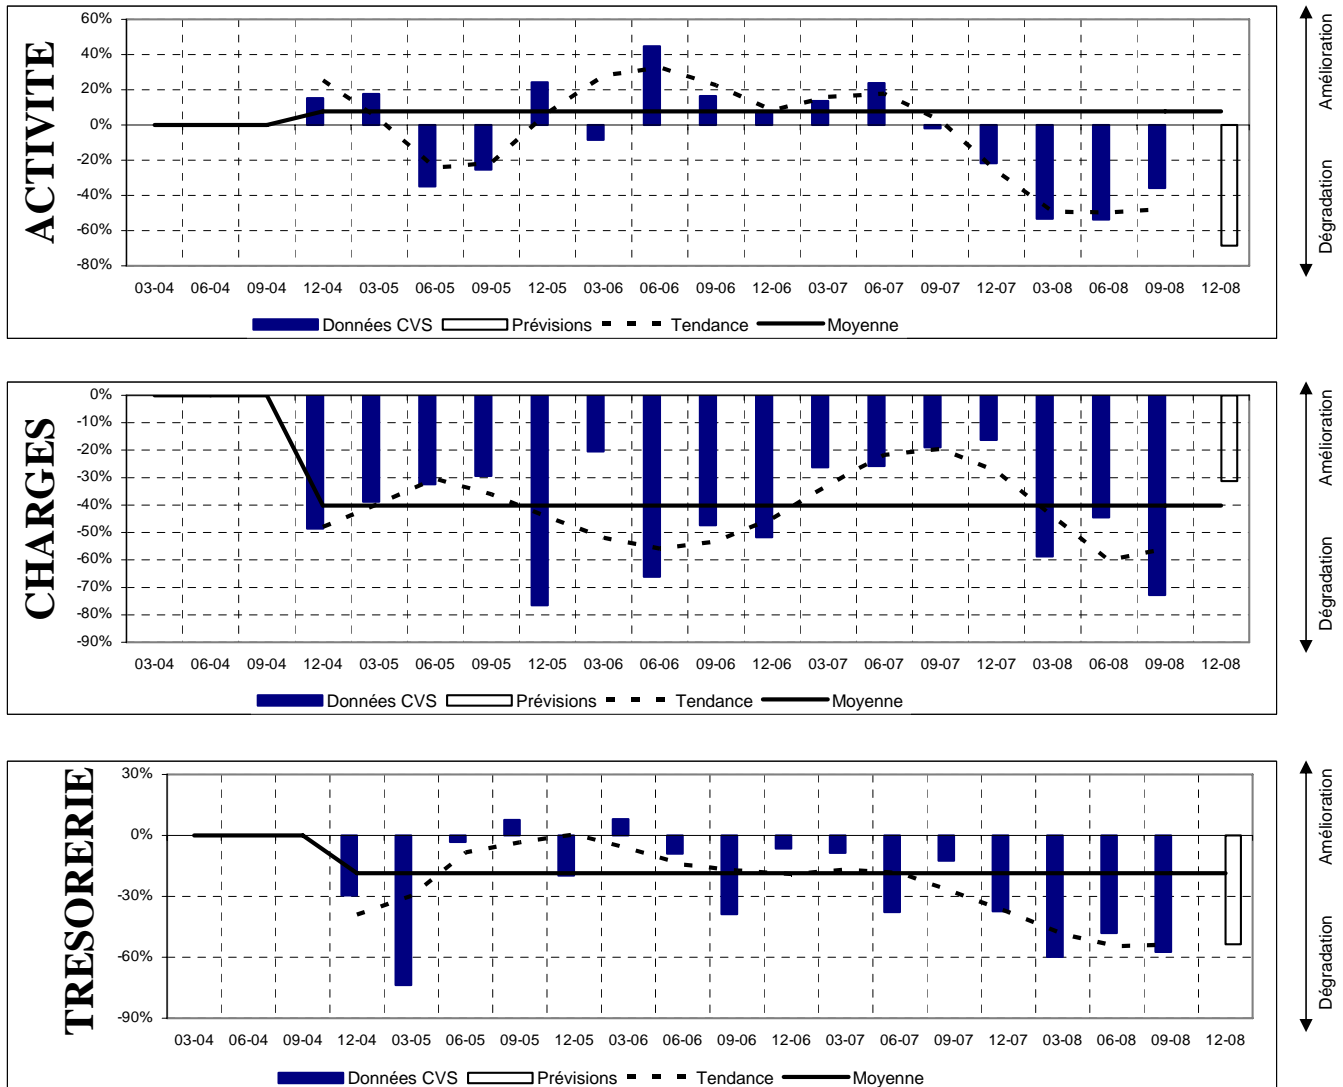 ACTIVITE
60%
40%
20%
0%
-20%
-40%
-60%
-80%
03-04 06-04 09-04 12-04 03-05 06-05 09-05 12-05 03-06 06-06 09-06 12-06 03-07 06-07 09-07 12-07 03-08 06-08 09-08 12-08
Données CVS Prévisions Tendance Moyenne
Amélioration
Dégradation
CHARGES
0%
-10%
-20%
-30%
-40%
-50%
-60%
-70%
-80%
-90%
03-04 06-04 09-04 12-04 03-05 06-05 09-05 12-05 03-06 06-06 09-06 12-06 03-07 06-07 09-07 12-07 03-08 06-08 09-08 12-08
Données CVS Prévisions Tendance Moyenne
Amélioration
Dégradation
TRESORERIE
30%
0%
-30%
-60%
-90%
03-04 06-04 09-04 12-04 03-05 06-05 09-05 12-05 03-06 06-06 09-06 12-06 03-07 06-07 09-07 12-07 03-08 06-08 09-08 12-08
Données CVS Prévisions Tendance Moyenne
Amélioration
Dégradation